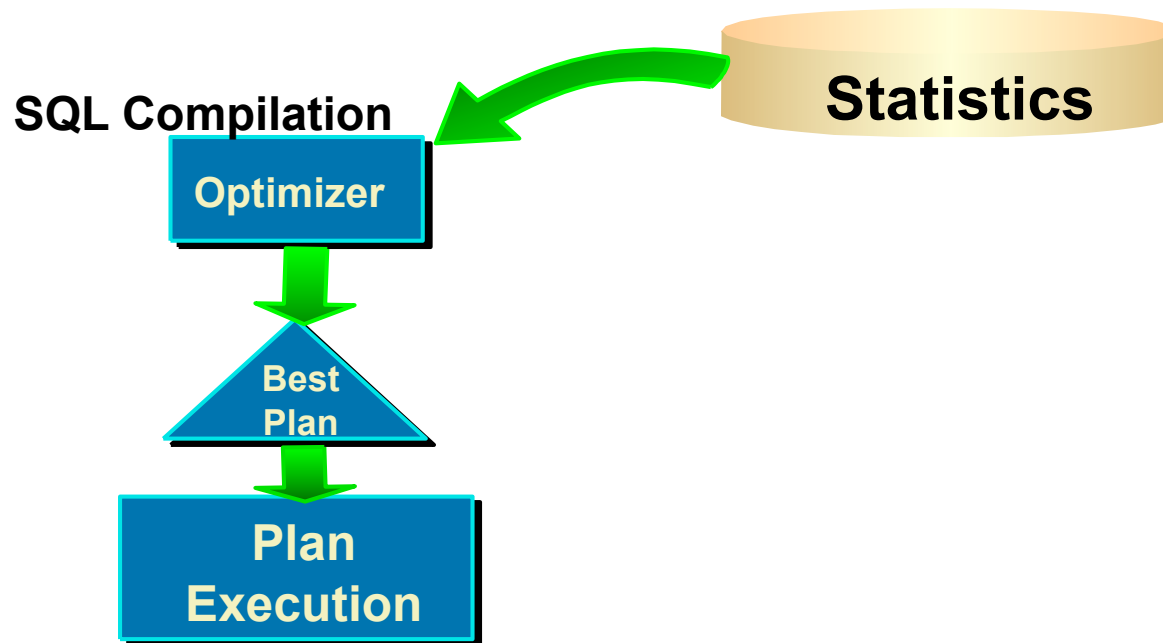 Statistics
SQL Compilation
Optimizer
Best
Plan
Plan
Execution